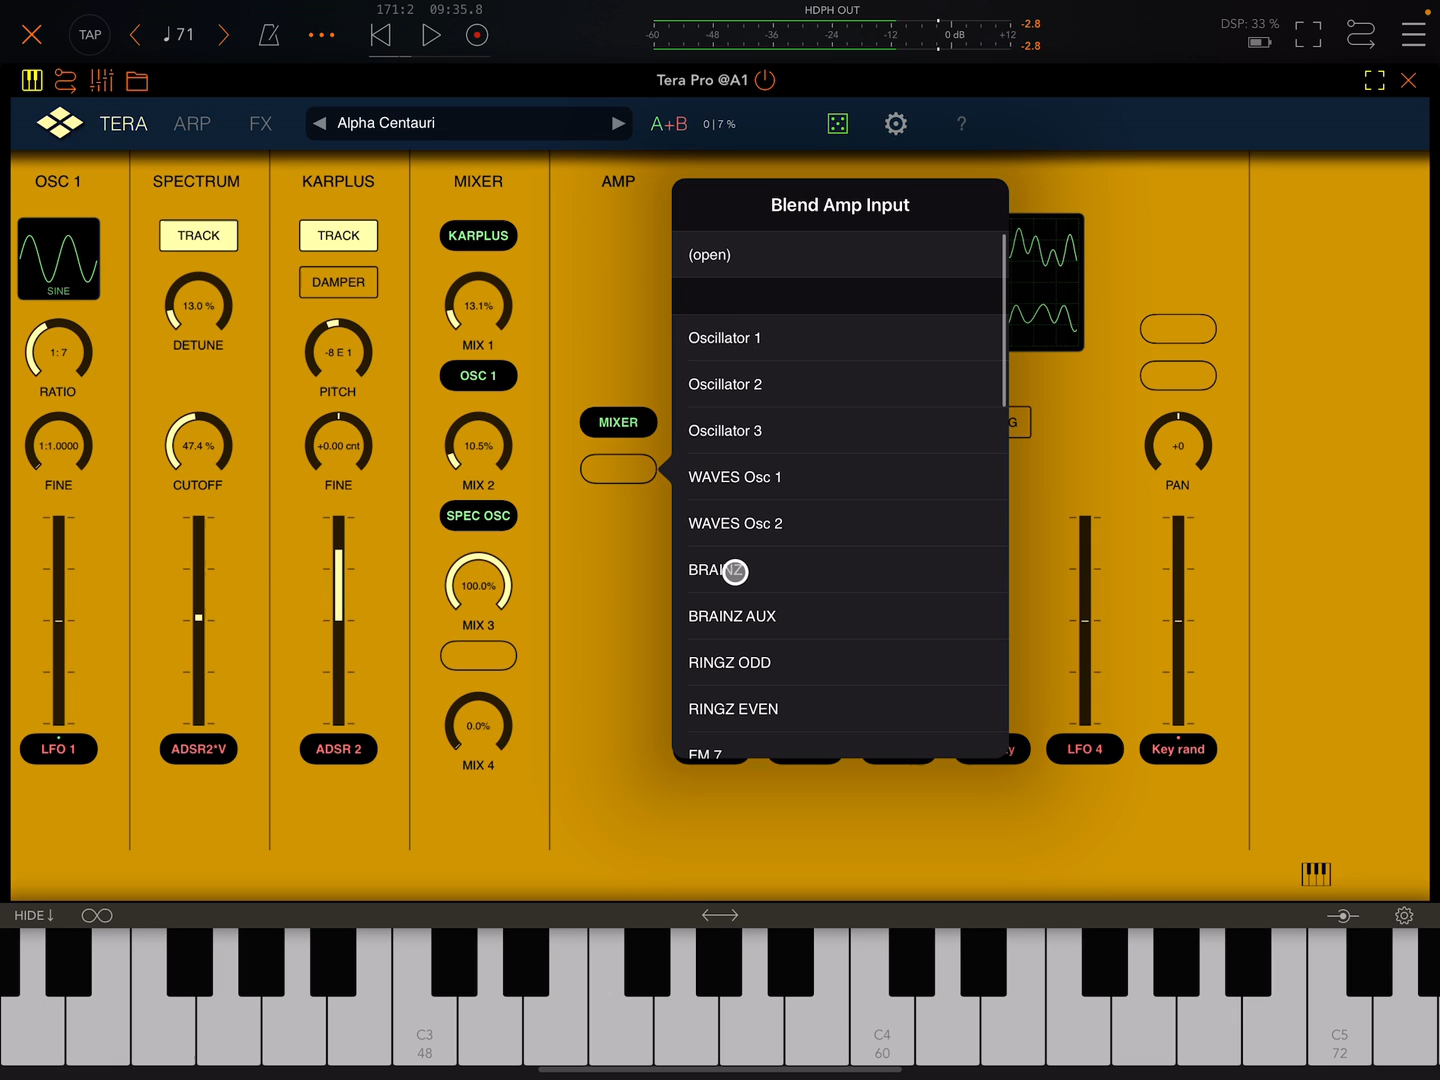 171:2 09:35.8
HDPH OUT
TAP
♩71
-60 -48 -36 -24 -12 0 dB +12
-2.8
-2.8
DSP: 33 %
Tera Pro @A1
TERA ARP FX
Alpha Centauri
A+B
0|7 %
?
OSC 1
SINE
1: 7
RATIO
1:1.0000
FINE
LFO 1
SPECTRUM
TRACK
13.0 %
DETUNE
47.4 %
CUTOFF
ADSR2*V
KARPLUS
TRACK
DAMPER
-8 E 1
PITCH
+0.00 cnt
FINE
ADSR 2
MIXER
KARPLUS
13.1%
MIX 1
OSC 1
10.5%
MIX 2
SPEC OSC
100.0%
MIX 3
0.0%
MIX 4
AMP
MIXER
Blend Amp Input
(open)
Oscillator 1
Oscillator 2
Oscillator 3
WAVES Osc 1
WAVES Osc 2
BRAINZ
BRAINZ AUX
RINGZ ODD
RINGZ EVEN
FM 7
G
y
LFO 4
+0
PAN
Key rand
HIDE↓
C3
48
C4
60
C5
72